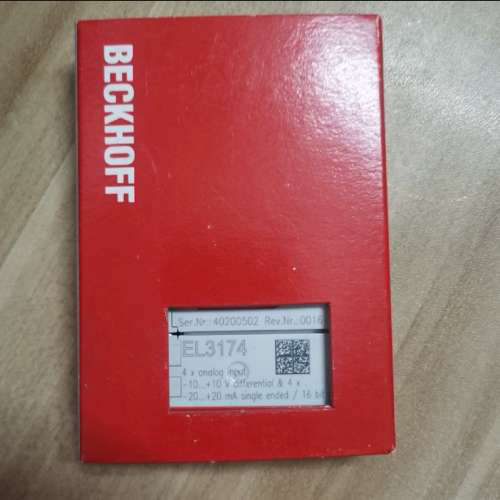 BECKHOFF
Ser.Nr.: 40200502 Rev.Nr.: 0016
EL3174
4 x analog input
-10...+10 V differential & 4 x
-20...+20 mA single ended / 16 bi